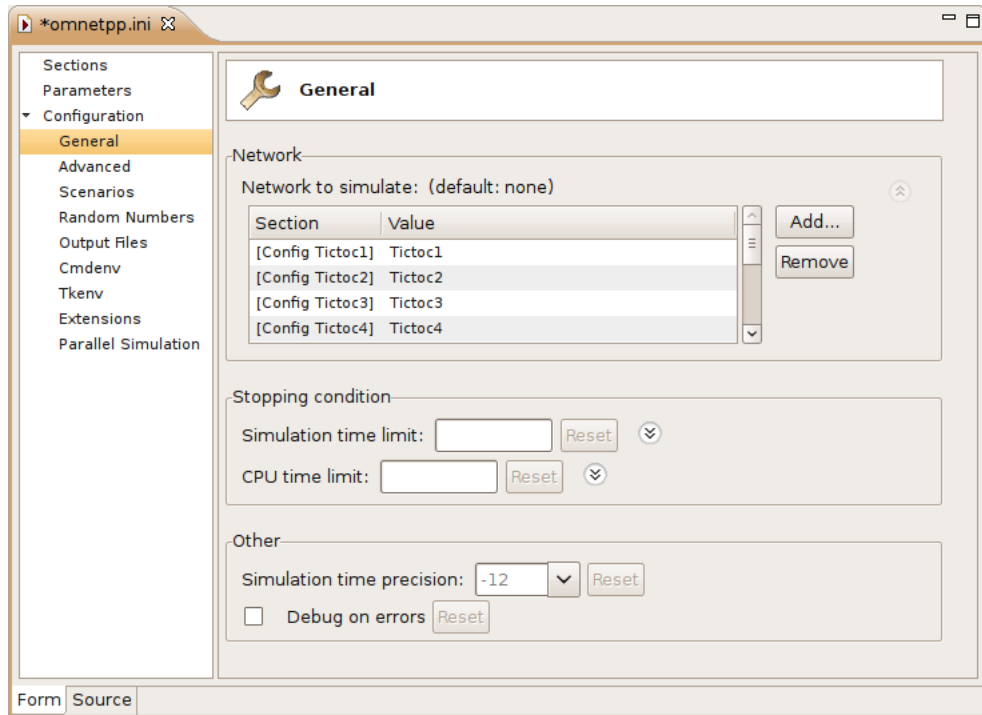 *omnetpp.ini
Sections
Parameters
Configuration
General
Advanced
Scenarios
Random Numbers
Output Files
Cmdenv
Tkenv
Extensions
Parallel Simulation
General
Network
Network to simulate: (default: none)
Section Value
[Config Tictoc1] Tictoc1
[Config Tictoc2] Tictoc2
[Config Tictoc3] Tictoc3
[Config Tictoc4] Tictoc4
Add...
Remove
Stopping condition
Simulation time limit: Reset
CPU time limit: Reset
Other
Simulation time precision: -12 Reset
Debug on errors Reset
Form Source